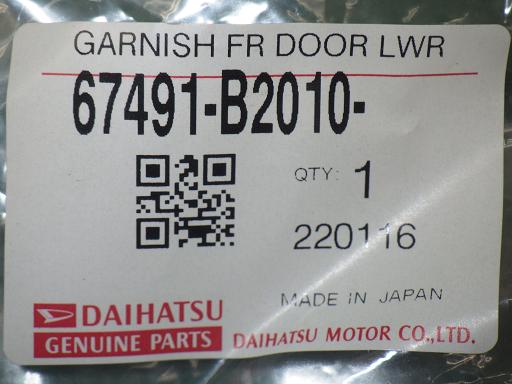 GARNISH FR DOOR LWR
67491-B2010-
QTY: 1
220116
MADE IN JAPAN
DAIHATSU
GENUINE PARTS DAIHATSU MOTOR CO.,LTD.